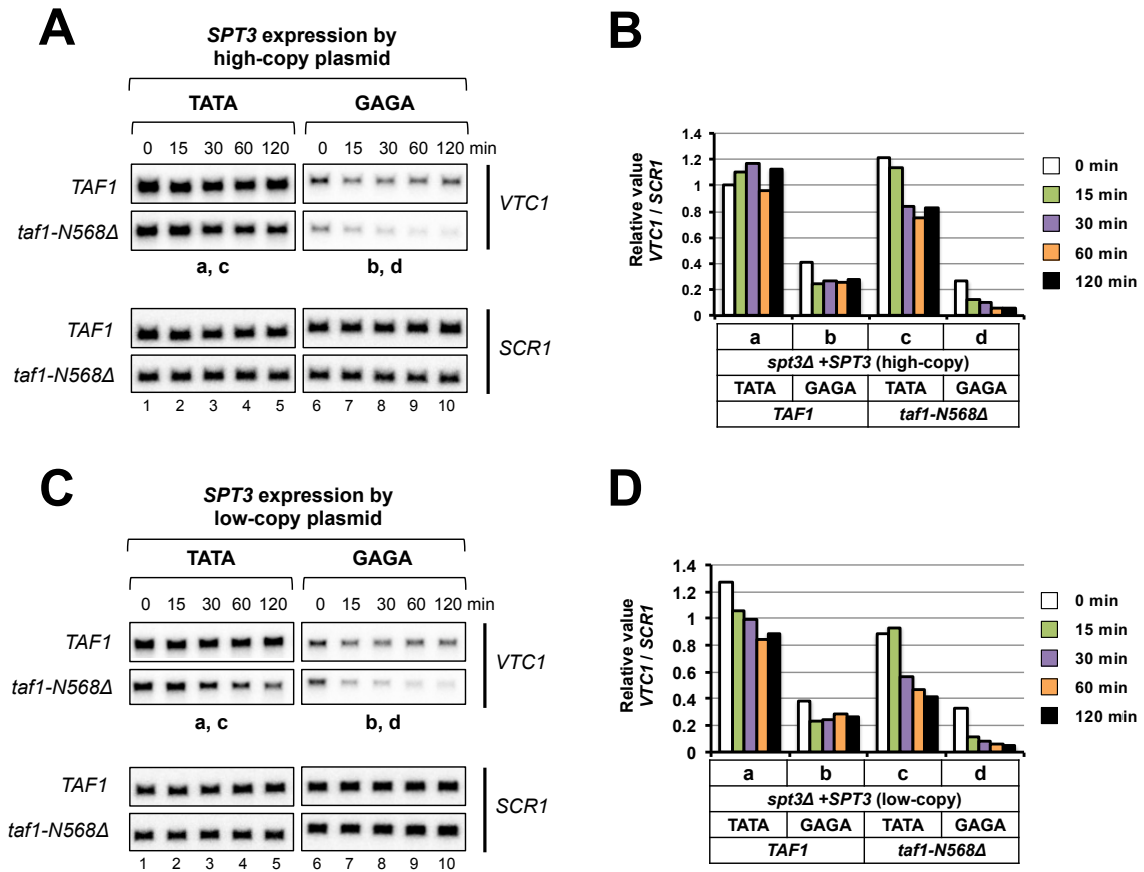 A
SPT3 expression by
high-copy plasmid
TATA GAGA
0 15 30 60 120 0 15 30 60 120 min
TAF1
taf1-N568Δ
VTC1
a, c b, d
TAF1
taf1-N568Δ
SCR1
1 2 3 4 5 6 7 8 9 10
B
Relative value
VTC1 / SCR1
1.4
1.2
1
0.8
0.6
0.4
0.2
0
0 min
15 min
30 min
60 min
120 min
a b c d
spt3Δ +SPT3 (high-copy)
TATA GAGA TATA GAGA
TAF1 taf1-N568Δ
C
SPT3 expression by
low-copy plasmid
TATA GAGA
0 15 30 60 120 0 15 30 60 120 min
TAF1
taf1-N568Δ
VTC1
a, c b, d
TAF1
taf1-N568Δ
SCR1
1 2 3 4 5 6 7 8 9 10
D
Relative value
VTC1 / SCR1
1.4
1.2
1
0.8
0.6
0.4
0.2
0
0 min
15 min
30 min
60 min
120 min
a b c d
spt3Δ +SPT3 (low-copy)
TATA GAGA TATA GAGA
TAF1 taf1-N568Δ